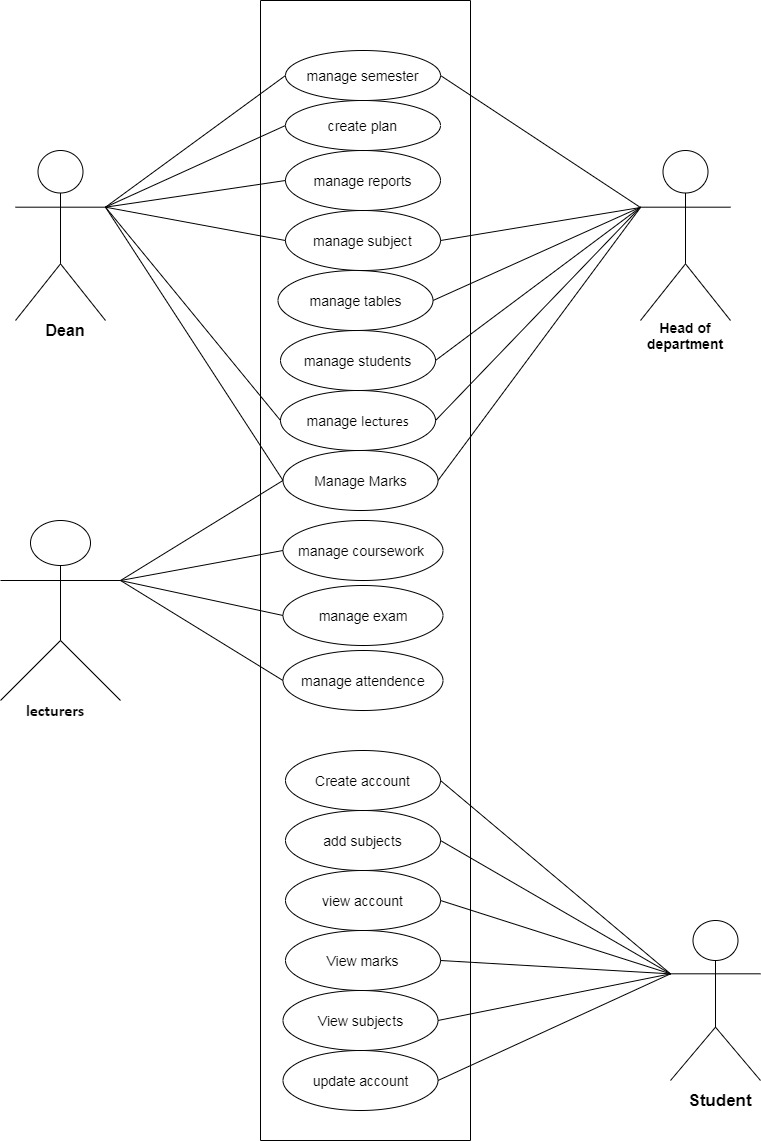 manage semester
create plan
manage reports
manage subject
manage tables
Dean
Head of
department
manage students
manage lectures
Manage Marks
manage coursework
manage exam
manage attendence
lecturers
Create account
add subjects
view account
View marks
View subjects
update account
Student